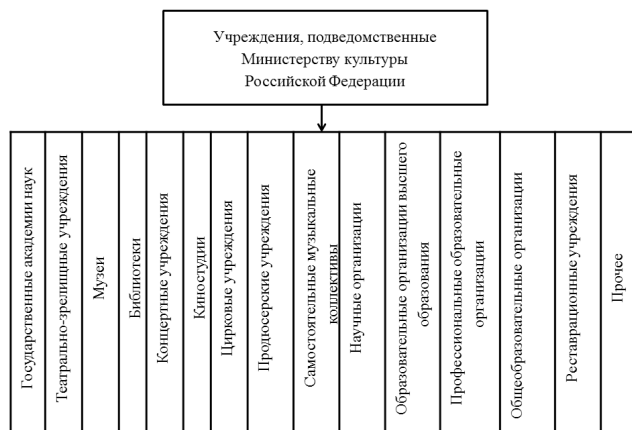 Учреждения, подведомственные
Министерству культуры
Российской Федерации
Государственные академии наук
Театрально-зрелищные учреждения
Музеи
Библиотеки
Концертные учреждения
Киностудии
Цирковые учреждения
Продюсерские учреждения
Самостоятельные музыкальные
коллективы
Научные организации
Образовательные организации высшего
образования
Профессиональные образовательные
организации
Общеобразовательные организации
Реставрационные учреждения
Прочее